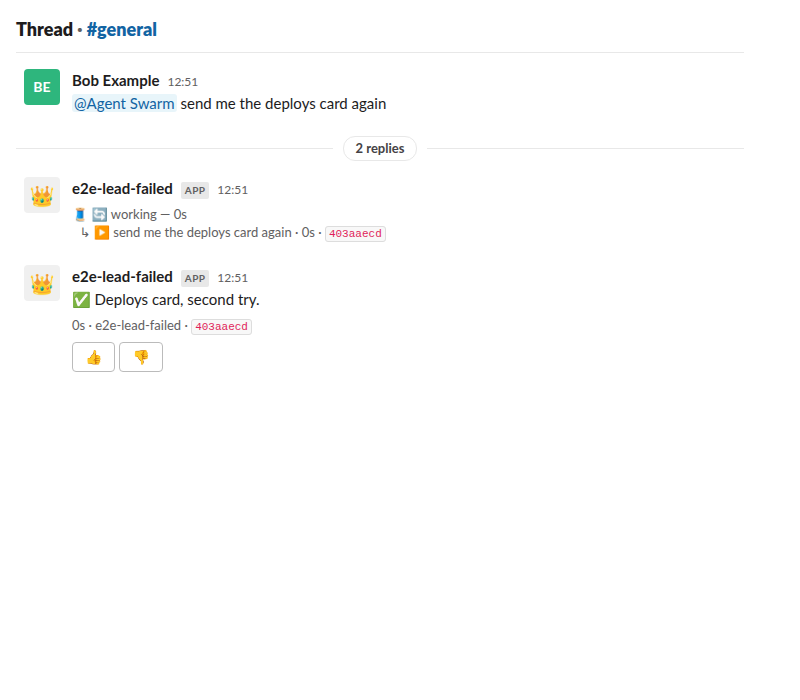 Thread • #general
BE
Bob Example 12:51
@Agent Swarm send me the deploys card again
2 replies
e2e-lead-failed APP 12:51
🧵 🔄 working — 0s
↳ ▶️ send me the deploys card again · 0s · 403aaecd
e2e-lead-failed APP 12:51
✅ Deploys card, second try.
0s · e2e-lead-failed · 403aaecd
👍 👎